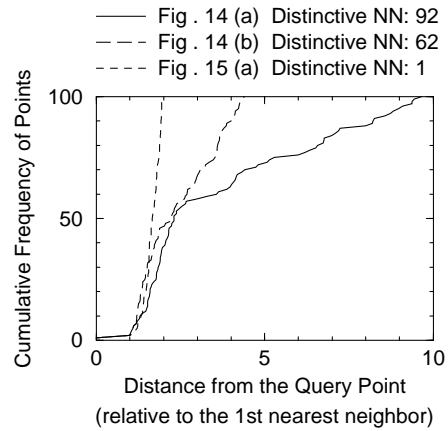 Fig . 14 (a) Distinctive NN: 92
Fig . 14 (b) Distinctive NN: 62
Fig . 15 (a) Distinctive NN: 1
100
50
0
Cumulative Frequency of Points
0 5 10
Distance from the Query Point
(relative to the 1st nearest neighbor)